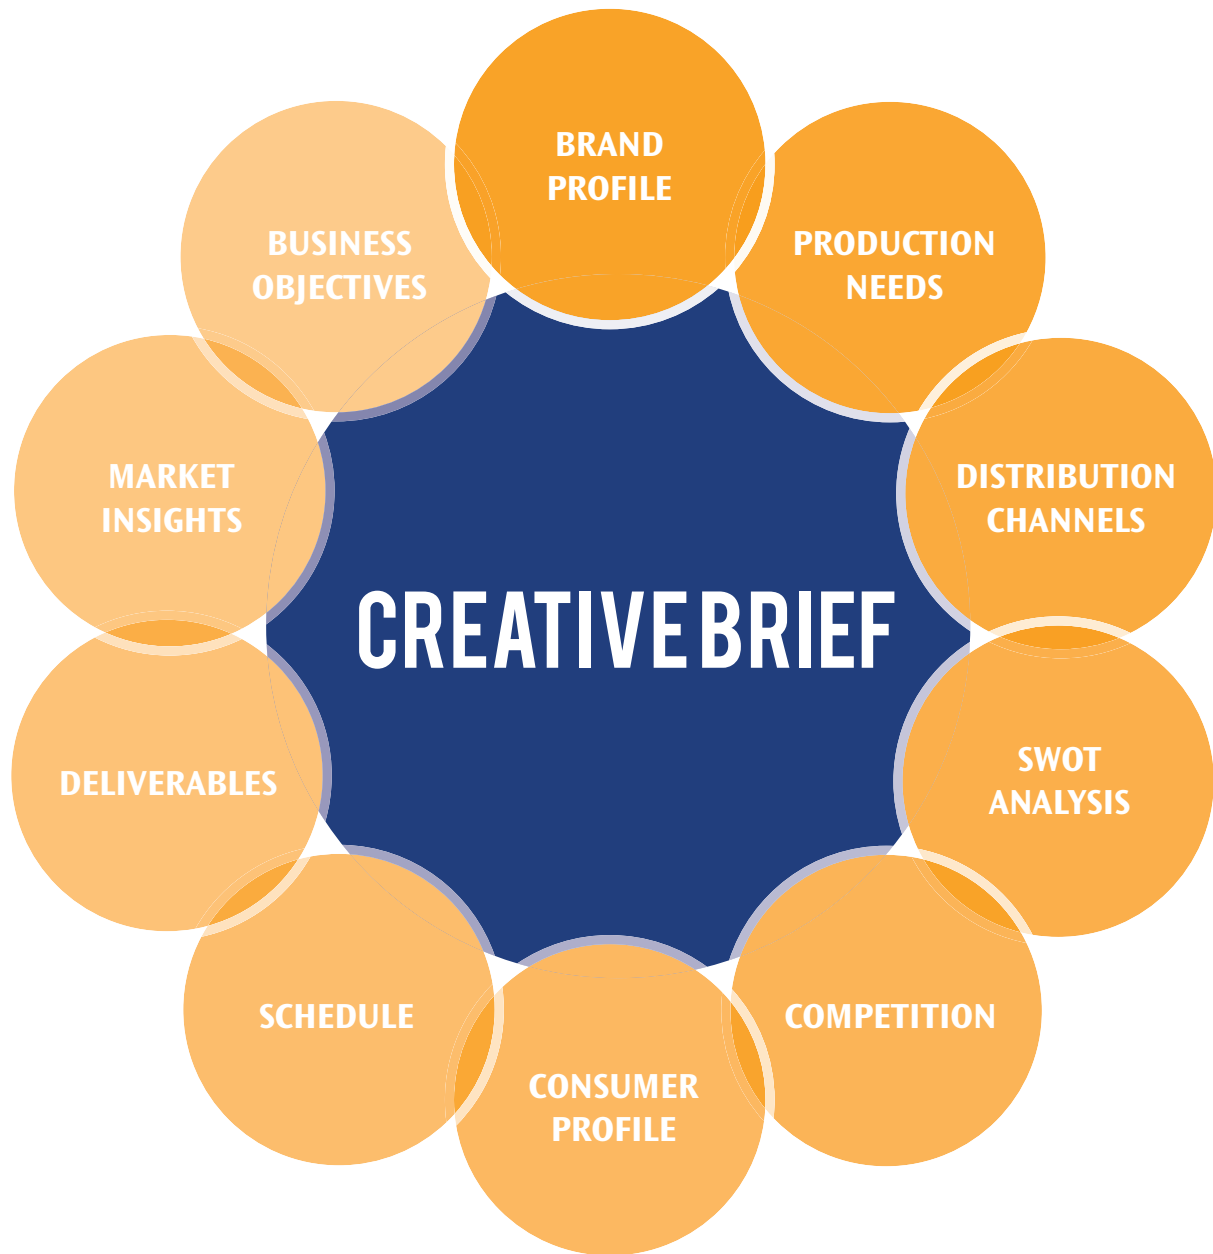 BRAND
PROFILE
PRODUCTION
NEEDS
DISTRIBUTION
CHANNELS
SWOT
ANALYSIS
COMPETITION
CONSUMER
PROFILE
SCHEDULE
DELIVERABLES
MARKET
INSIGHTS
BUSINESS
OBJECTIVES
CREATIVE BRIEF